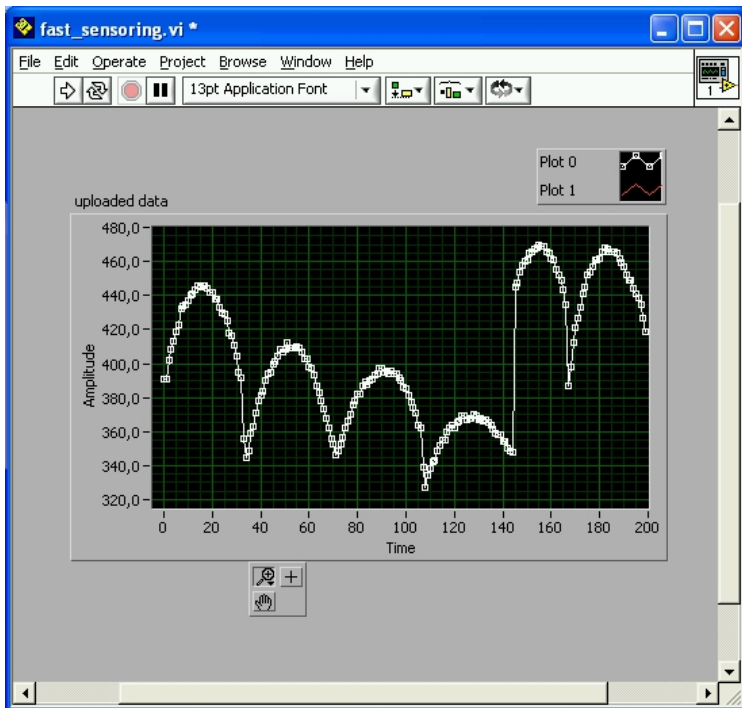 fast_sensoring.vi *
File Edit Operate Project Browse Window Help
13pt Application Font
1
Plot 0
Plot 1
uploaded data
480,0
460,0
440,0
420,0
400,0
380,0
360,0
340,0
320,0
Amplitude
0 20 40 60 80 100 120 140 160 180 200
Time